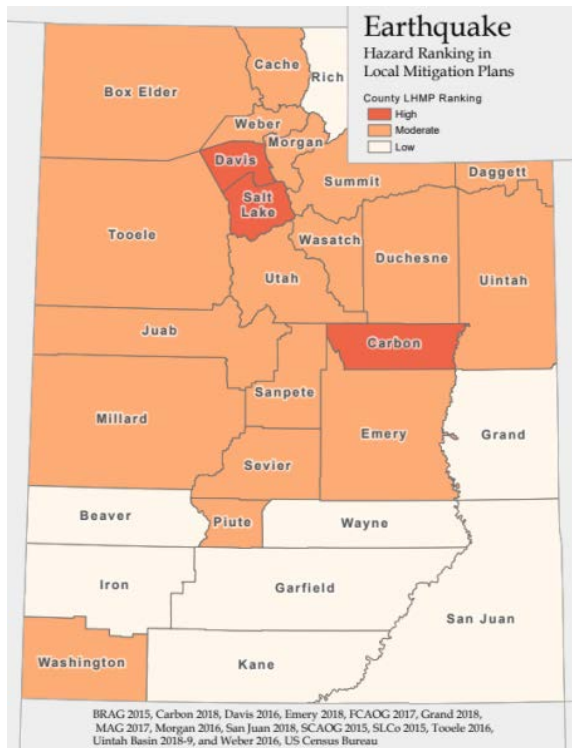 Earthquake
Hazard Ranking in
Local Mitigation Plans
County LHMP Ranking
High
Moderate
Low
Cache
Rich
Box Elder
Weber
Morgan
Davis
Summit
Daggett
Salt
Lake
Tooele
Wasatch
Duchesne
Utah
Uintah
Juab
Carbon
Sanpete
Millard
Emery
Grand
Sevier
Beaver
Piute
Wayne
Iron
Garfield
San Juan
Washington
Kane
BRAG 2015, Carbon 2018, Davis 2016, Emery 2018, FCAOG 2017, Grand 2018,
MAG 2017, Morgan 2016, San Juan 2018, SCAOG 2015, SLCo 2015, Tooele 2016,
Uintah Basin 2018-9, and Weber 2016, US Census Bureau